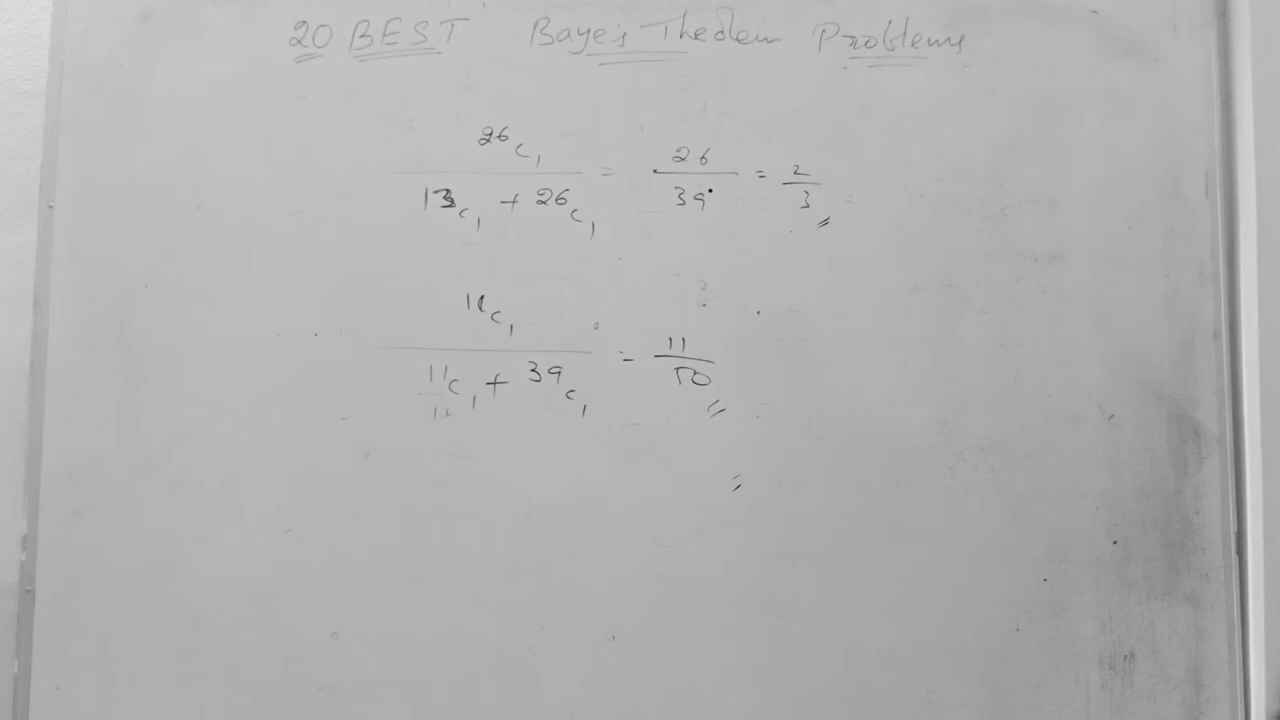 20 BEST Baye's Theorem Problems
26c1 / 13c1 + 26c1 = 26 / 39 = 2 / 3
11c1 / 11c1 + 39c1 = 11 / 50